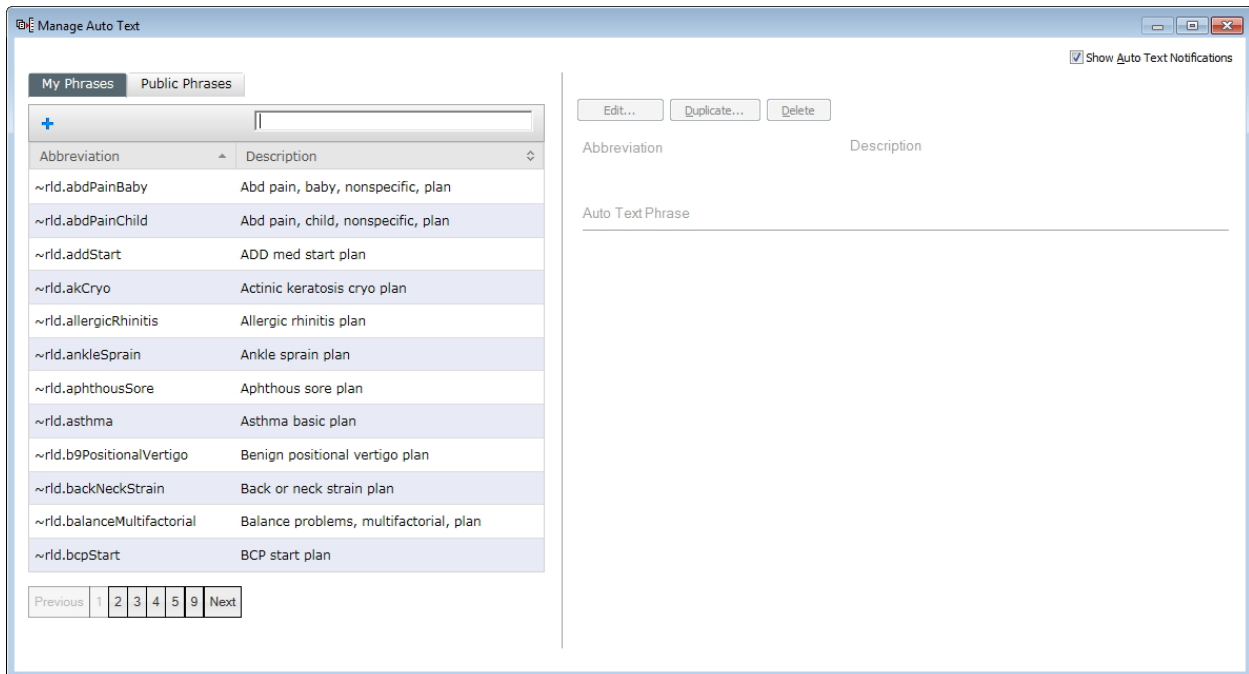 Manage Auto Text
Show Auto Text Notifications
My Phrases Public Phrases
Abbreviation Description
~rld.abdPainBaby Abd pain, baby, nonspecific, plan
~rld.abdPainChild Abd pain, child, nonspecific, plan
~rld.addStart ADD med start plan
~rld.akCryo Actinic keratosis cryo plan
~rld.allergicRhinitis Allergic rhinitis plan
~rld.ankleSprain Ankle sprain plan
~rld.aphthousSore Aphthous sore plan
~rld.asthma Asthma basic plan
~rld.b9PositionalVertigo Benign positional vertigo plan
~rld.backNeckStrain Back or neck strain plan
~rld.balanceMultifactorial Balance problems, multifactorial, plan
~rld.bcpStart BCP start plan
Previous 1 2 3 4 5 9 Next
Edit... Duplicate... Delete
Abbreviation Description
Auto Text Phrase